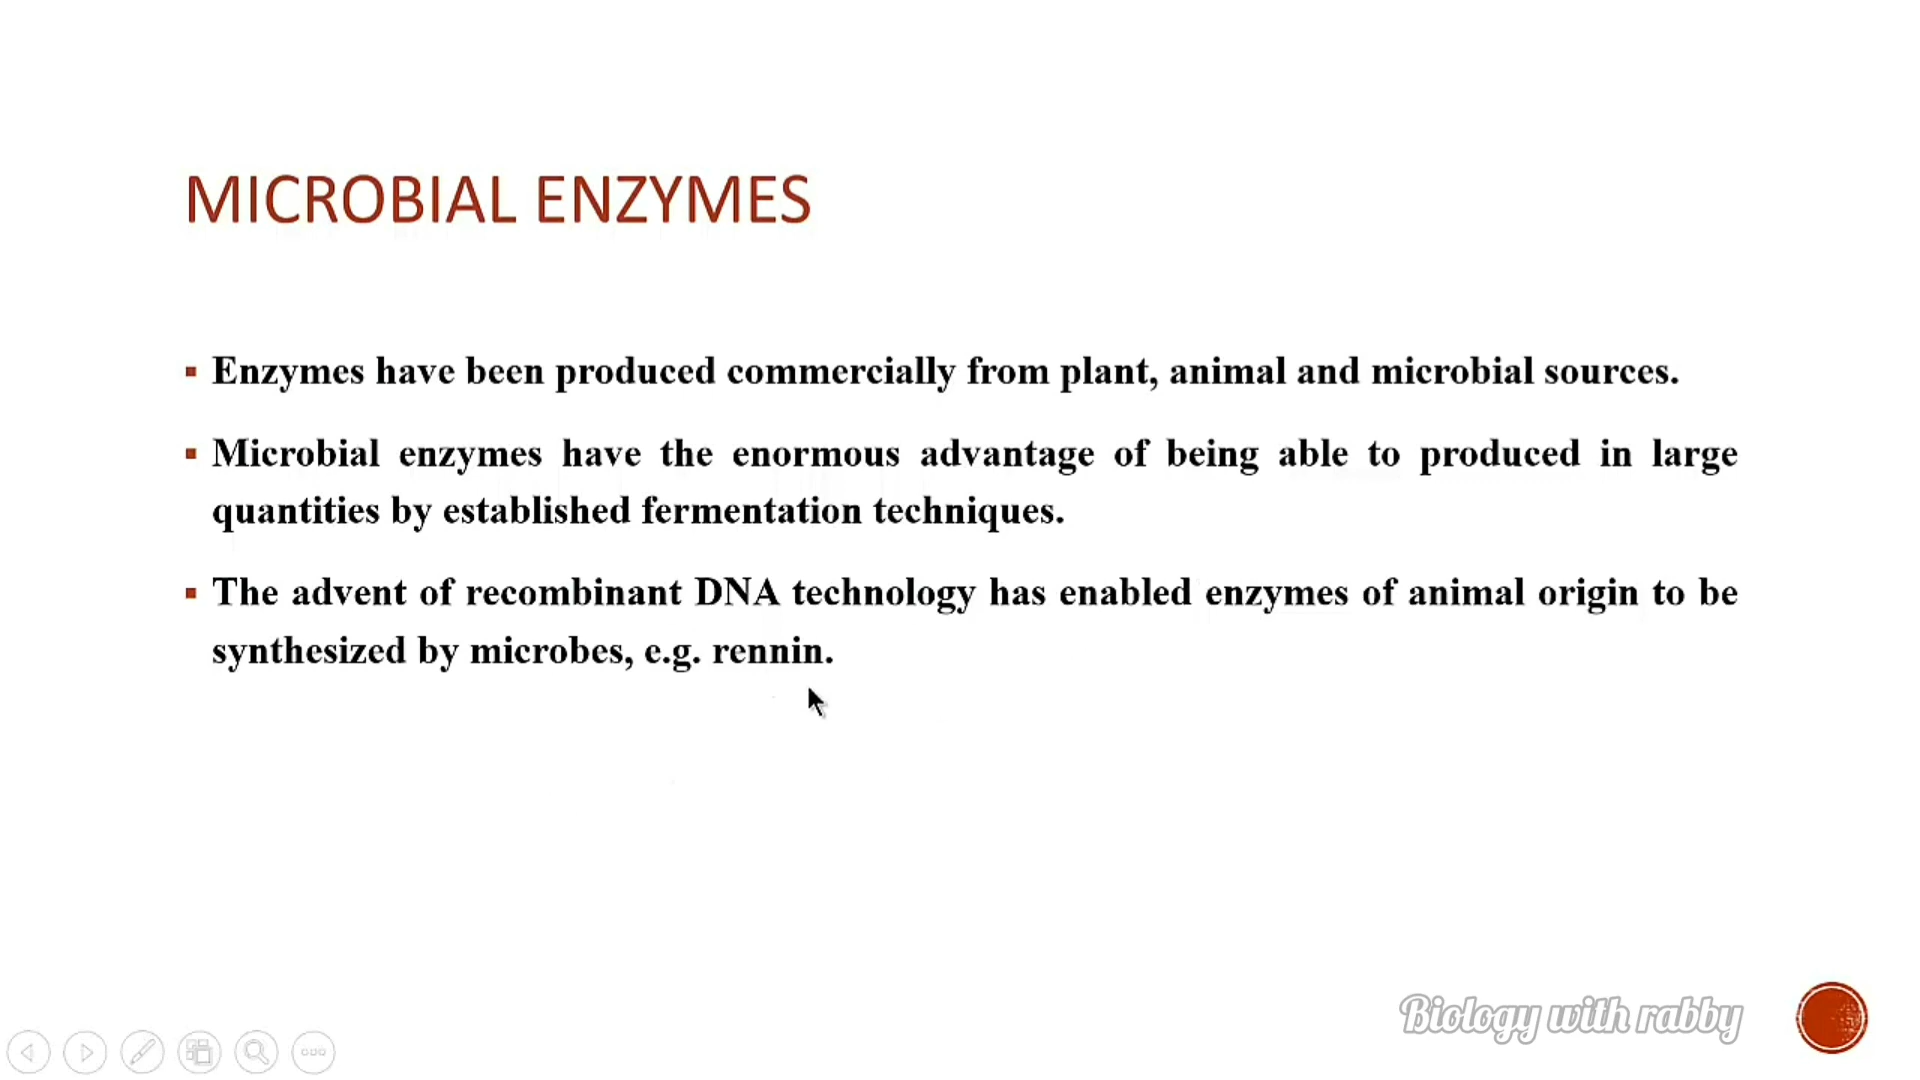 MICROBIAL ENZYMES
▪ Enzymes have been produced commercially from plant, animal and microbial sources.
▪ Microbial enzymes have the enormous advantage of being able to produced in large
quantities by established fermentation techniques.
▪ The advent of recombinant DNA technology has enabled enzymes of animal origin to be
synthesized by microbes, e.g. rennin.
Biology with rabby